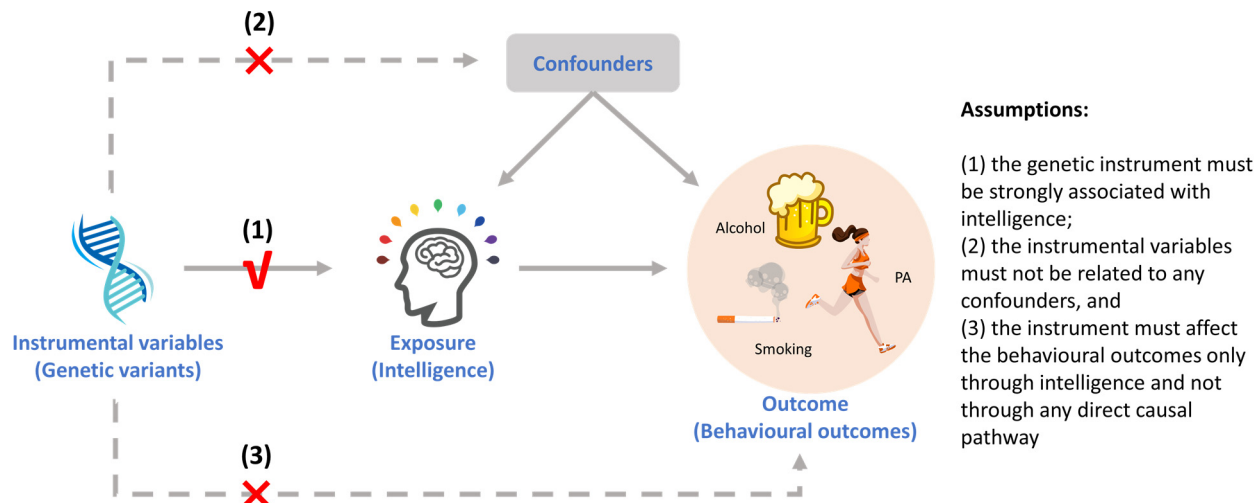 (2)
Confounders
Assumptions:
(1) the genetic instrument must
be strongly associated with
intelligence;
(2) the instrumental variables
must not be related to any
confounders, and
(3) the instrument must affect
the behavioural outcomes only
through intelligence and not
through any direct causal
pathway
(1)
Alcohol
PA
Smoking
Instrumental variables
(Genetic variants)
Exposure
(Intelligence)
Outcome
(Behavioural outcomes)
(3)